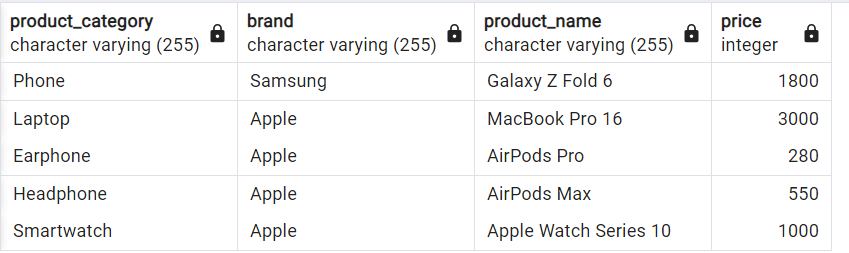 product_category brand product_name price
character varying (255) character varying (255) character varying (255) integer
Phone Samsung Galaxy Z Fold 6 1800
Laptop Apple MacBook Pro 16 3000
Earphone Apple AirPods Pro 280
Headphone Apple AirPods Max 550
Smartwatch Apple Apple Watch Series 10 1000